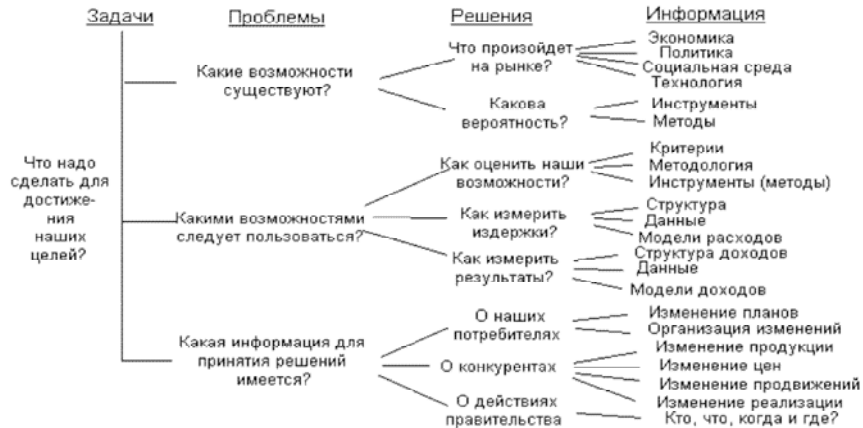 Задачи Проблемы Решения Информация
Что надо
сделать для
достиже-
ния
наших
целей?
Какие возможности
существуют?
Что произойдет
на рынке?
Экономика
Политика
Социальная среда
Технология
Какова
вероятность?
Инструменты
Методы
Какими возможностями
следует пользоваться?
Как оценить наши
возможности?
Критерии
Методология
Инструменты (методы)
Как измерить
издержки?
Структура
Данные
Модели расходов
Как измерить
результаты?
Структура доходов
Данные
Модели доходов
Какая информация для
принятия решений
имеется?
О наших
потребителях
Изменение планов
Организация изменений
О конкурентах
Изменение продукции
Изменение цен
Изменение продвижений
Изменение реализации
О действиях
правительства
Кто, что, когда и где?